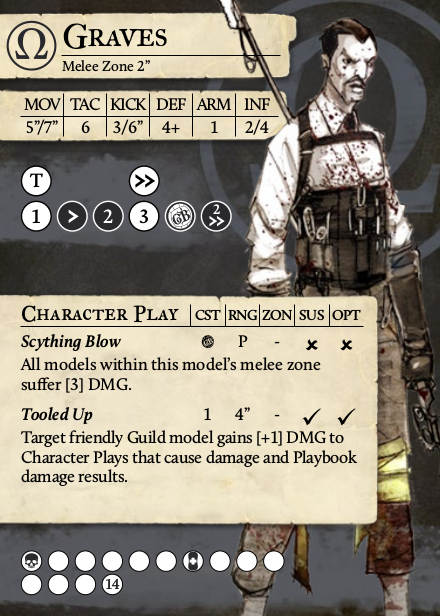 Ω GRAVES
Melee Zone 2"
MOV TAC KICK DEF ARM INF
5"/7" 6 3/6" 4+ 1 2/4
T >>
1 > 2 3 GB 2 >>
CHARACTER PLAY CST RNG ZON SUS OPT
Scything Blow P - ✘ ✘
All models within this model's melee zone
suffer [3] DMG.
Tooled Up 1 4" - ✓ ✓
Target friendly Guild model gains [+1] DMG to
Character Plays that cause damage and Playbook
damage results.
14